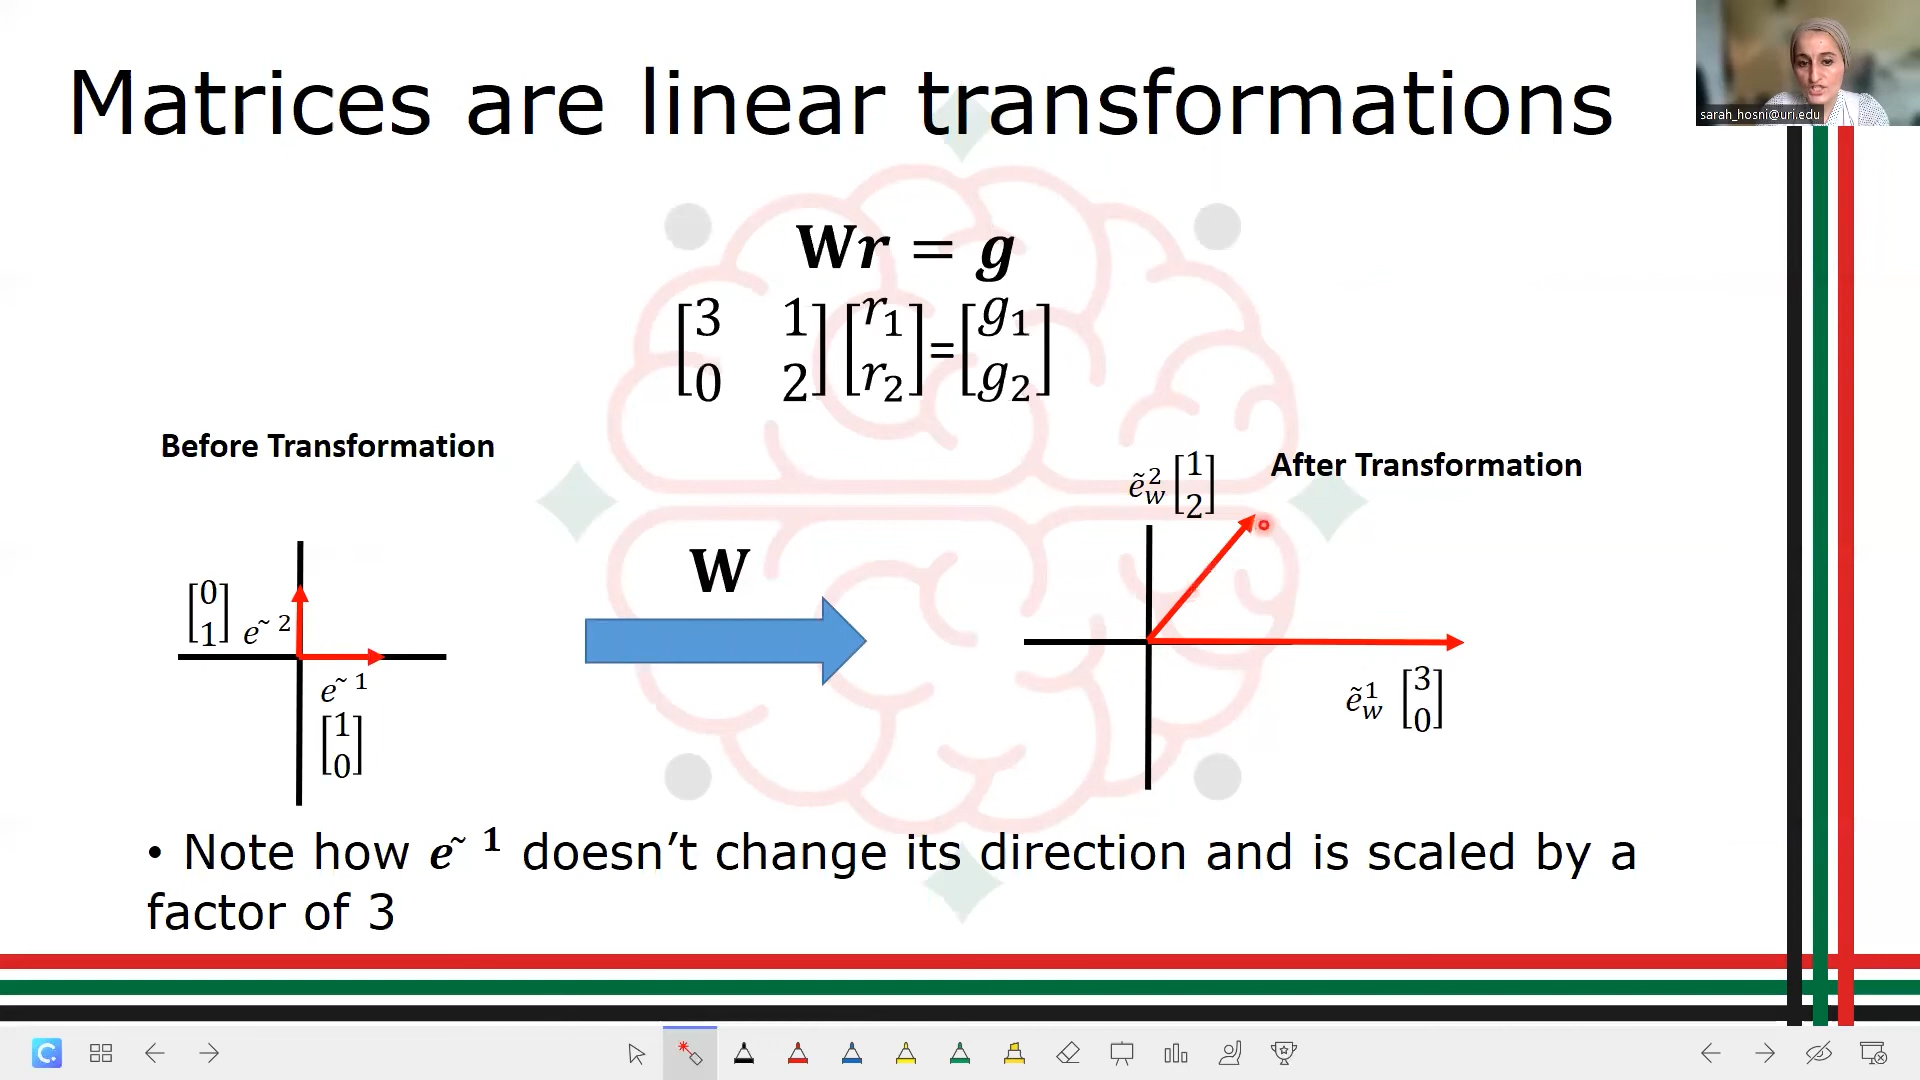 Matrices are linear transformations
sarah_hosni@uri.edu
Wr = g
[3 1
0 2] [r₁
r₂] = [g₁
g₂]
Before Transformation
After Transformation
ẽ²w [1
2]
[0
1] e˜ ²
W
e˜ ¹
[1
0]
ẽ¹w [3
0]
• Note how e˜ ¹ doesn’t change its direction and is scaled by a
factor of 3